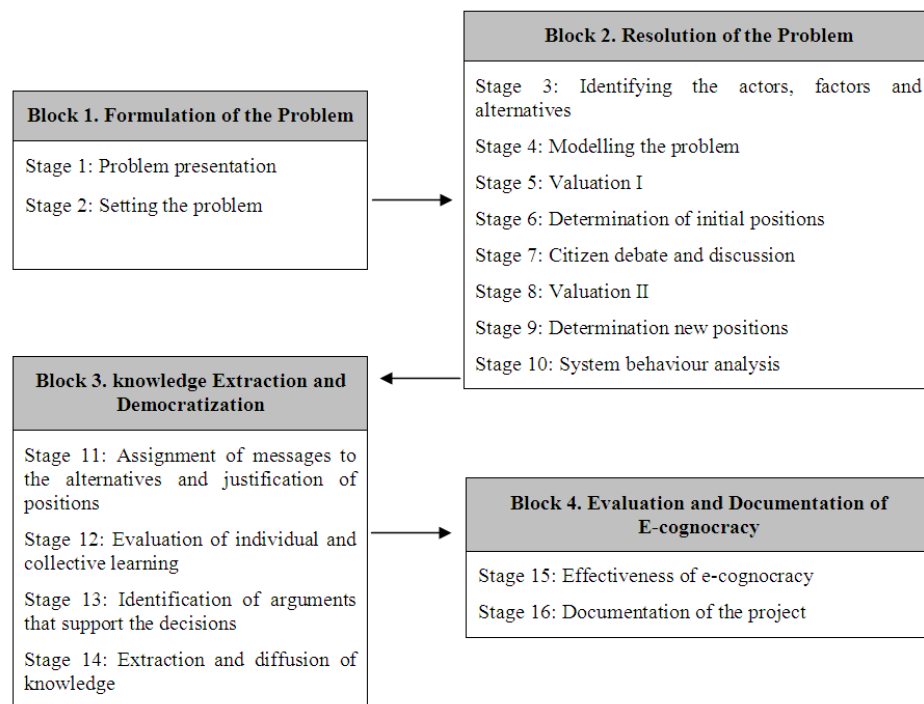 Block 1. Formulation of the Problem
Stage 1: Problem presentation
Stage 2: Setting the problem
Block 2. Resolution of the Problem
Stage 3: Identifying the actors, factors and
alternatives
Stage 4: Modelling the problem
Stage 5: Valuation I
Stage 6: Determination of initial positions
Stage 7: Citizen debate and discussion
Stage 8: Valuation II
Stage 9: Determination new positions
Stage 10: System behaviour analysis
Block 3. knowledge Extraction and
Democratization
Stage 11: Assignment of messages to
the alternatives and justification of
positions
Stage 12: Evaluation of individual and
collective learning
Stage 13: Identification of arguments
that support the decisions
Stage 14: Extraction and diffusion of
knowledge
Block 4. Evaluation and Documentation of
E-cognocracy
Stage 15: Effectiveness of e-cognocracy
Stage 16: Documentation of the project